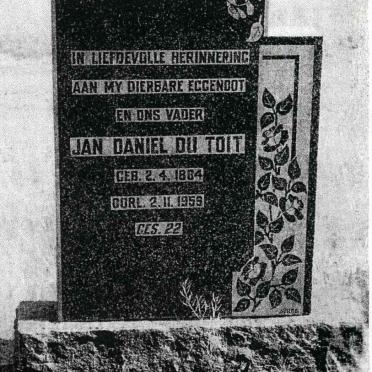 IN LIEFDEVOLLE HERINNERING
AAN MY DIERBARE EGGENOOT
EN ONS VADER
JAN DANIEL DU TOIT
GEB. 2. 4. 1884
OORL. 2. 11. 1959
GES. 22